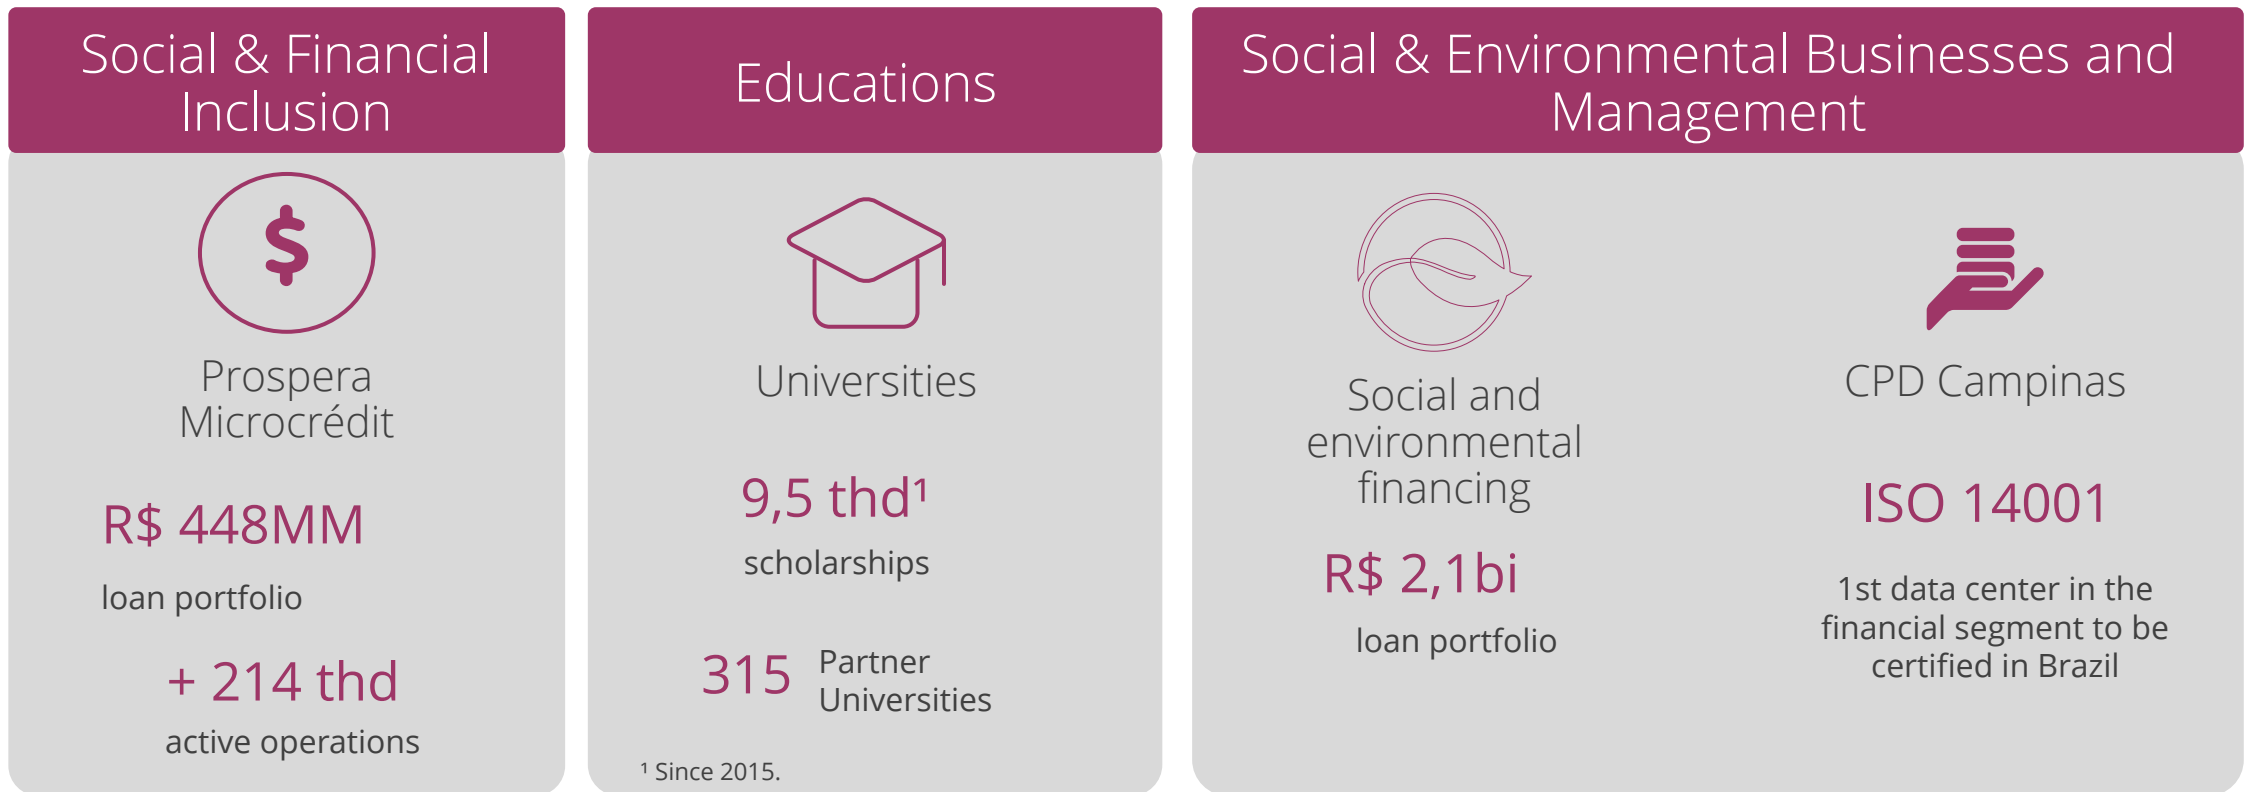 Social & Financial
Inclusion
Prospera
Microcrédit
R$ 448MM
loan portfolio
+ 214 thd
active operations
Educations
Universities
9,5 thd¹
scholarships
315 Partner
Universities
¹ Since 2015.
Social & Environmental Businesses and
Management
Social and
environmental
financing
R$ 2,1bi
loan portfolio
CPD Campinas
ISO 14001
1st data center in the
financial segment to be
certified in Brazil